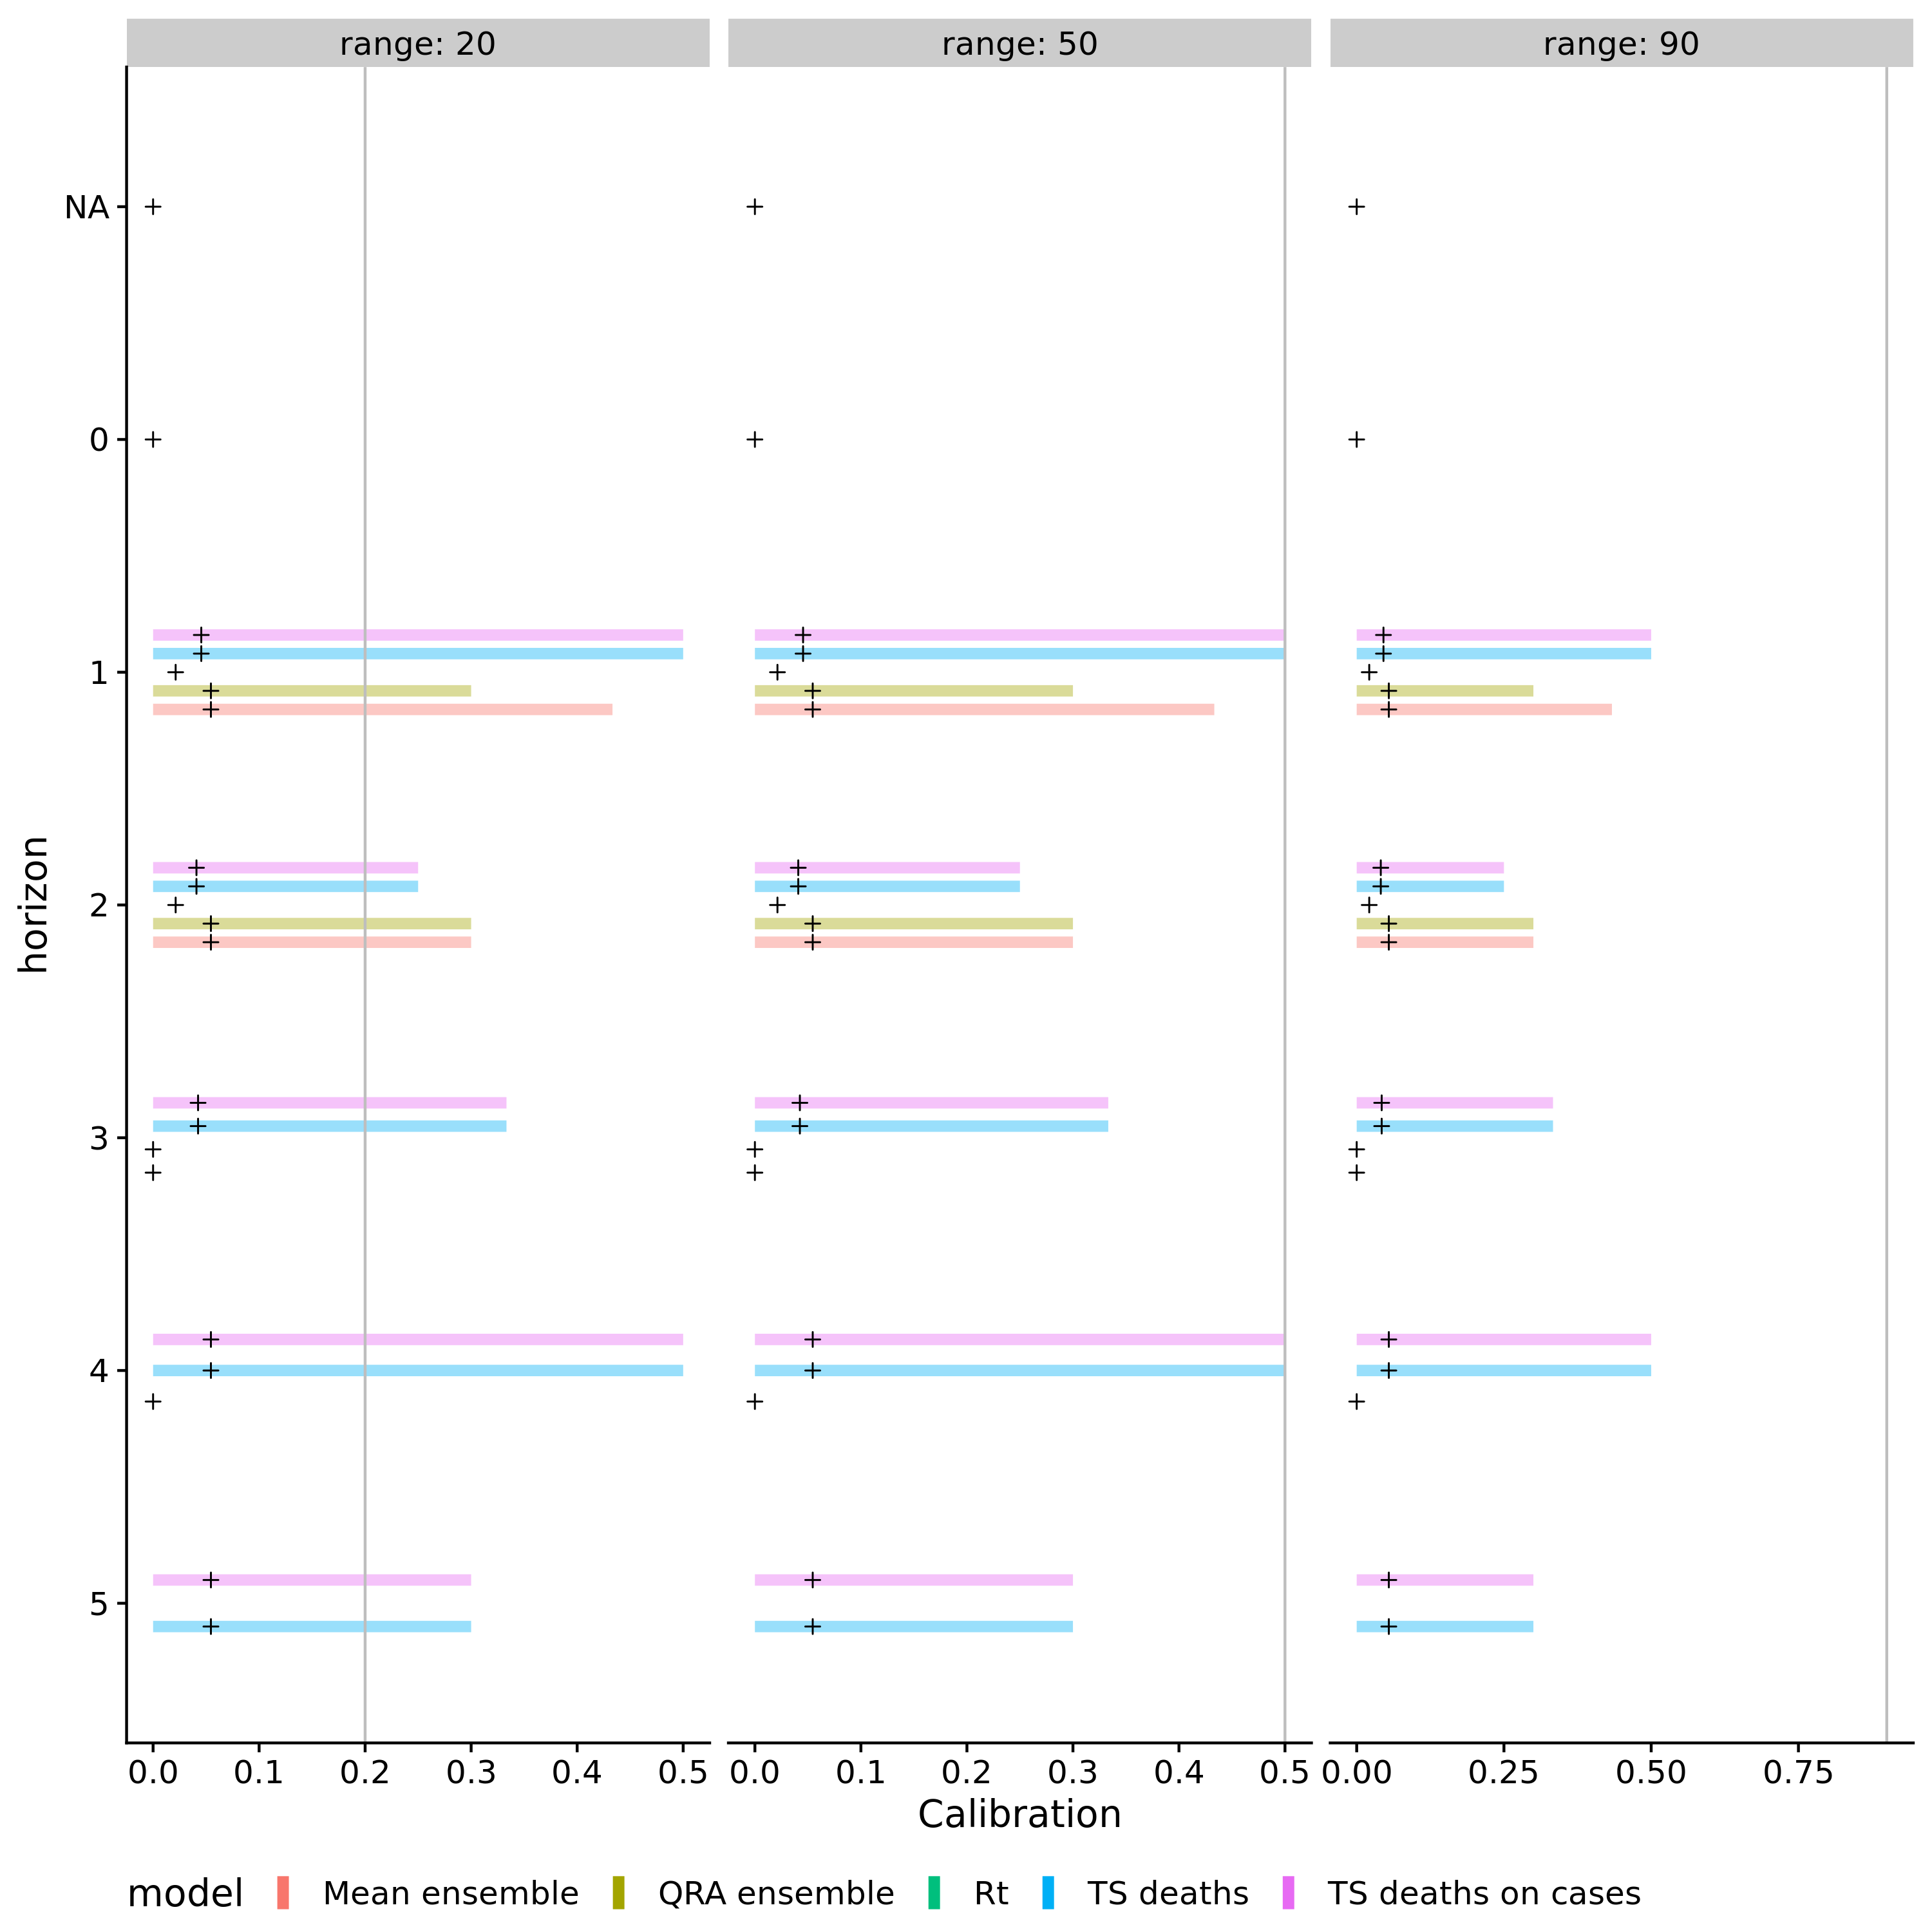 range: 20 range: 50 range: 90
horizon
NA
0
1
2
3
4
5
0.0 0.1 0.2 0.3 0.4 0.5 0.0 0.1 0.2 0.3 0.4 0.5 0.00 0.25 0.50 0.75
Calibration
model Mean ensemble QRA ensemble Rt TS deaths TS deaths on cases